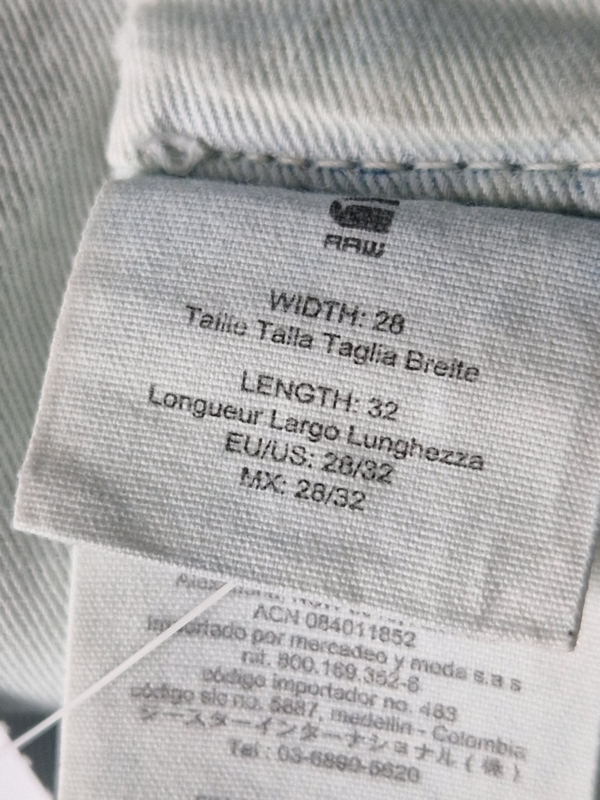 RAW
WIDTH: 28
Taille Talla Taglia Breite
LENGTH: 32
Longueur Largo Lunghezza
EU/US: 28/32
MX: 28/32
ACN 084011852
importado por mercadeo y moda s.a s
nit. 800.169.352-8
código importador no. 483
código sic no. 5887, medellin - Colombia
ジースターインターナショナル(株)
Tel : 03-6890-5620